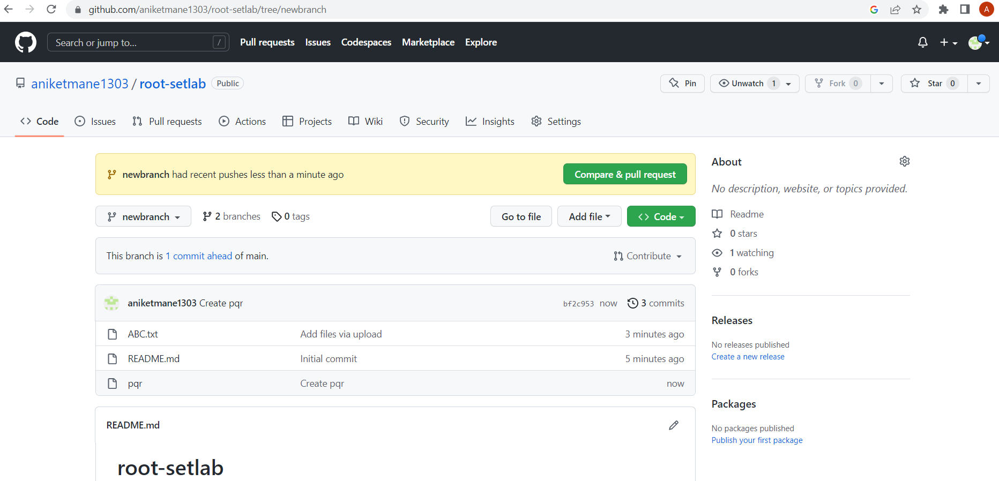 github.com/aniketmane1303/root-setlab/tree/newbranch
A
Search or jump to... /
Pull requests Issues Codespaces Marketplace Explore
aniketmane1303 / root-setlab Public
Pin Unwatch 1 Fork 0 Star 0
Code Issues Pull requests Actions Projects Wiki Security Insights Settings
newbranch had recent pushes less than a minute ago
Compare & pull request
newbranch 2 branches 0 tags
Go to file Add file Code
This branch is 1 commit ahead of main.
Contribute
aniketmane1303 Create pqr bf2c953 now 3 commits
ABC.txt Add files via upload 3 minutes ago
README.md Initial commit 5 minutes ago
pqr Create pqr now
README.md
root-setlab
About
No description, website, or topics provided.
Readme
0 stars
1 watching
0 forks
Releases
No releases published
Create a new release
Packages
No packages published
Publish your first package